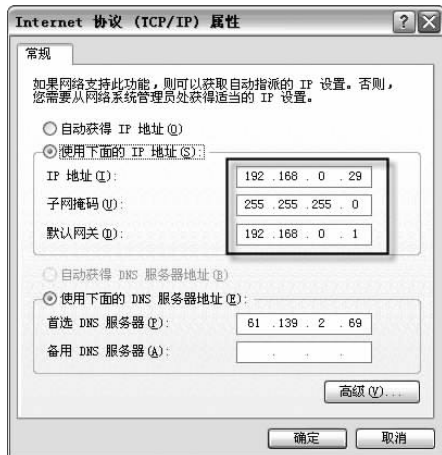 Internet 协议 (TCP/IP) 属性
常规
如果网络支持此功能，则可以获取自动指派的 IP 设置。否则，
您需要从网络系统管理员处获得适当的 IP 设置。
自动获得 IP 地址(O)
使用下面的 IP 地址(S):
IP 地址(I): 192 .168 . 0 . 29
子网掩码(U): 255 .255 .255 . 0
默认网关(D): 192 .168 . 0 . 1
自动获得 DNS 服务器地址(B)
使用下面的 DNS 服务器地址(E):
首选 DNS 服务器(P): 61 .139 . 2 . 69
备用 DNS 服务器(A): . . .
高级(V)...
确定 取消